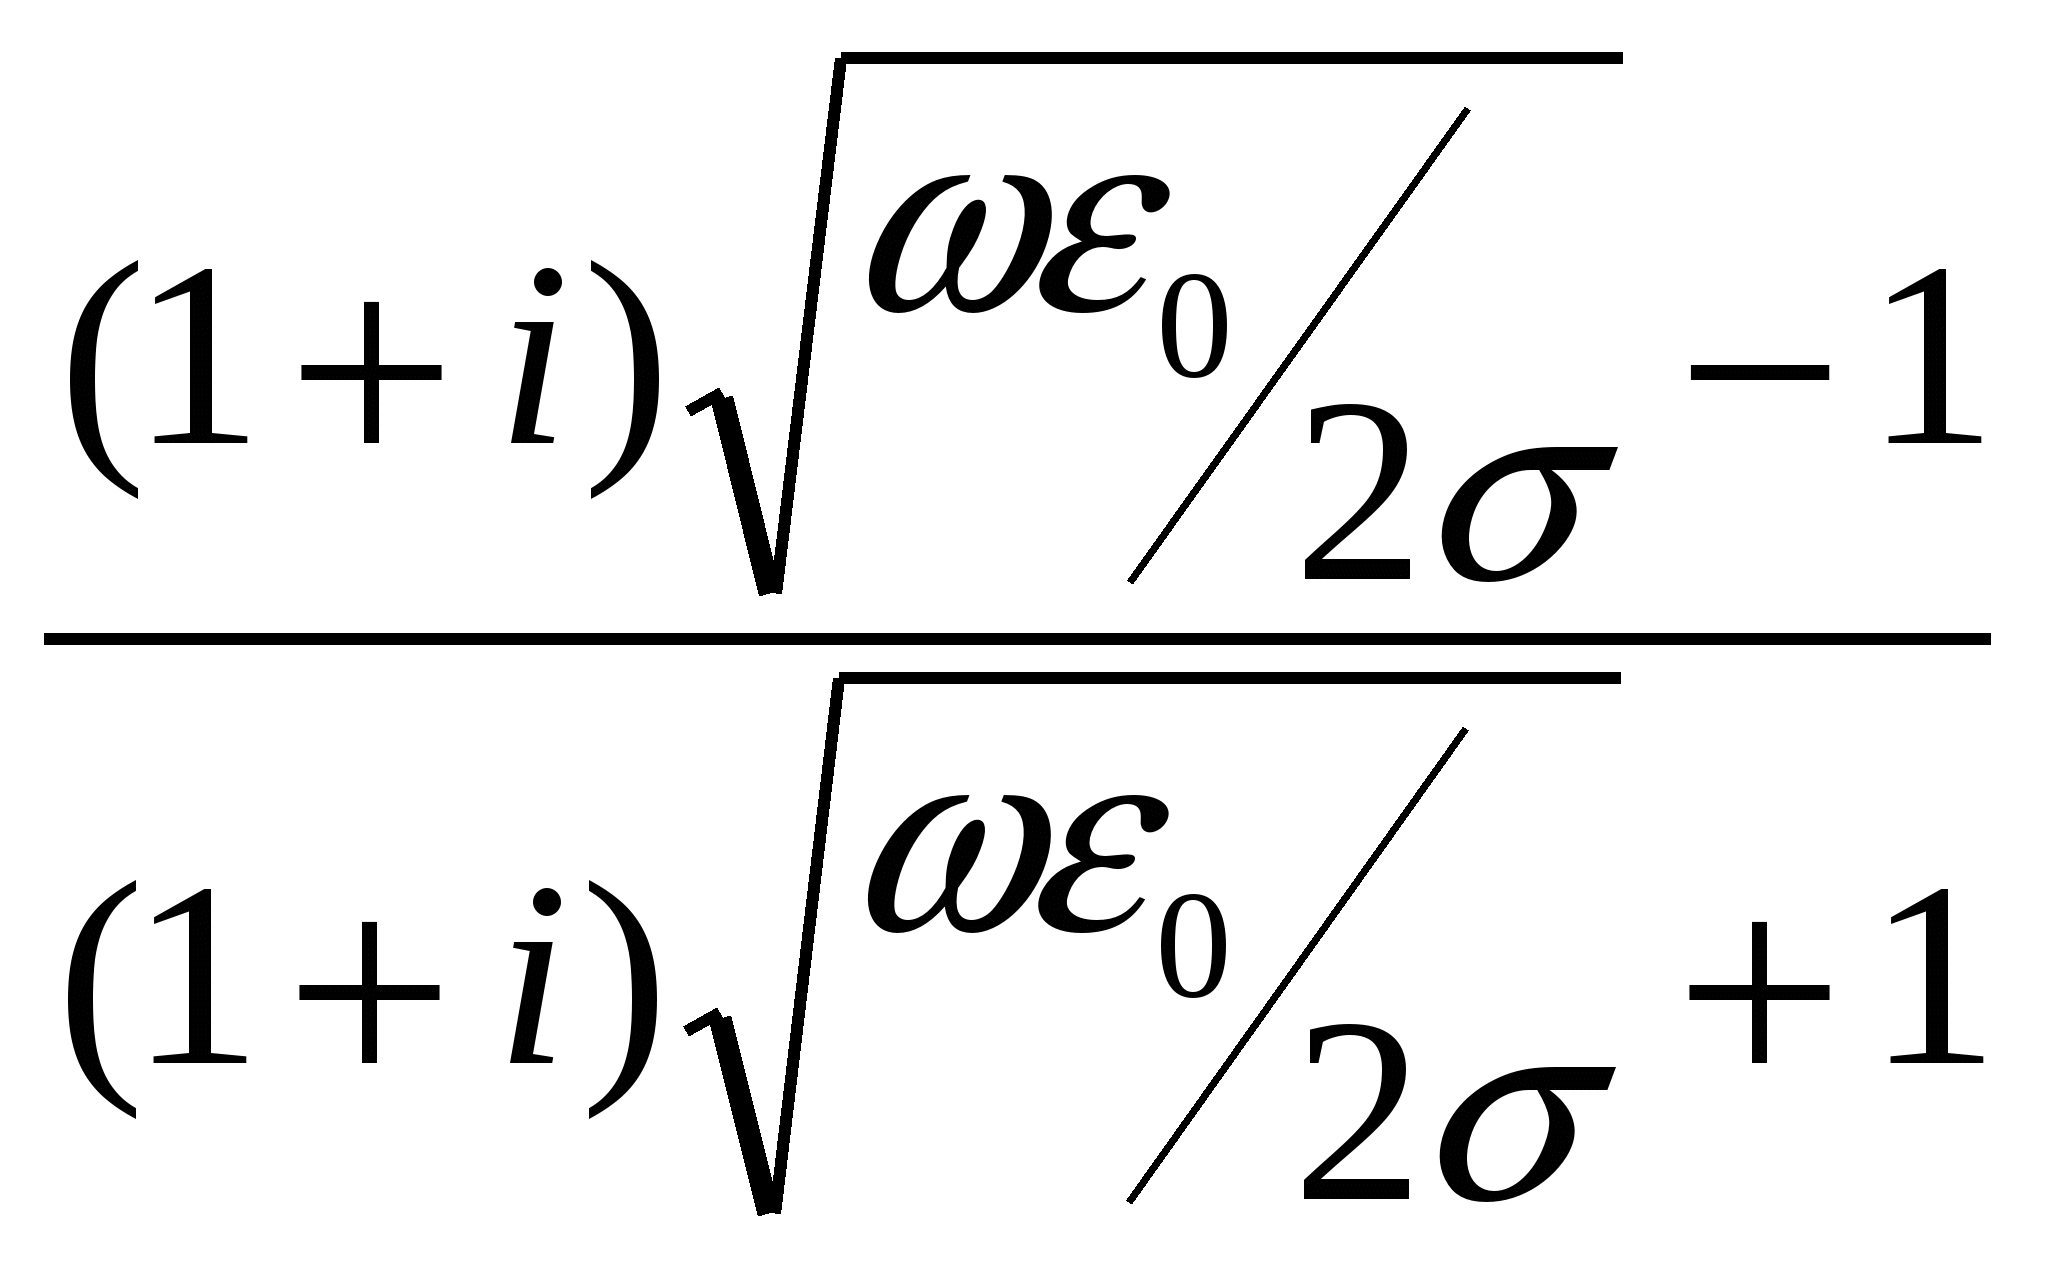 (1 + i)√(ωε₀/2σ) − 1
(1 + i)√(ωε₀/2σ) + 1